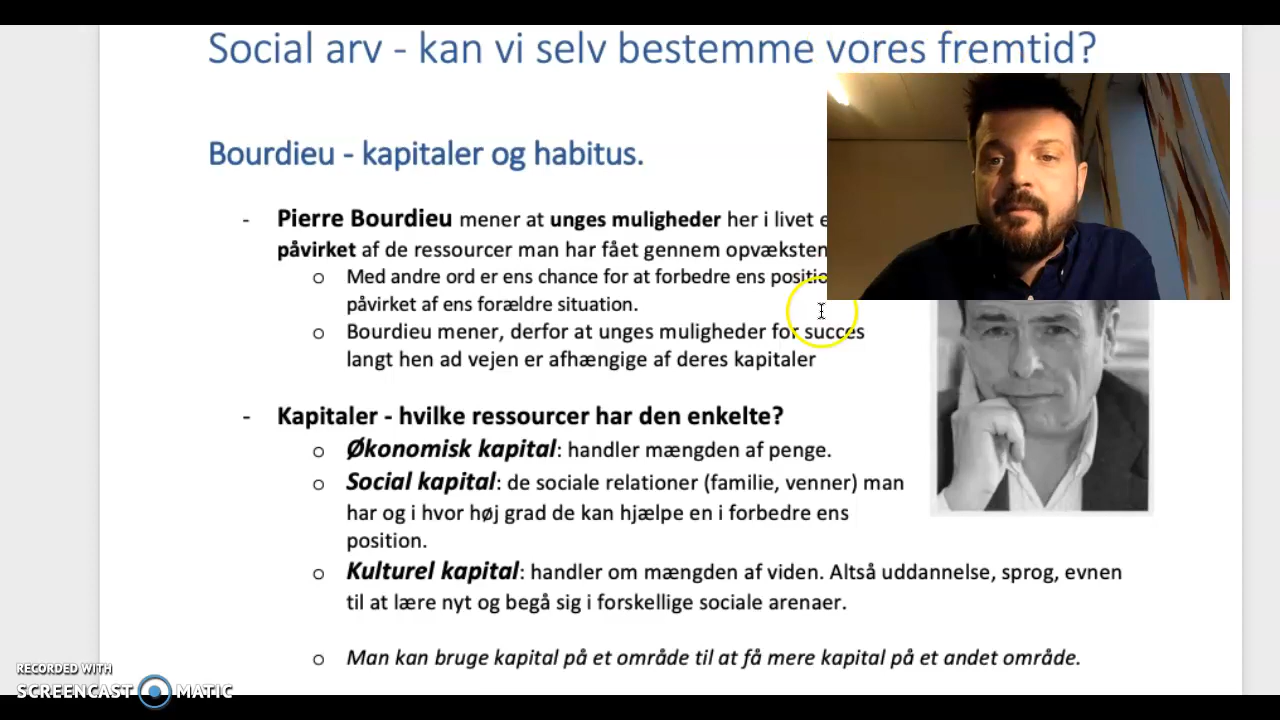 Social arv - kan vi selv bestemme vores fremtid?
Bourdieu - kapitaler og habitus.
- Pierre Bourdieu mener at unges muligheder her i livet
påvirket af de ressourcer man har fået gennem opvæksten
o Med andre ord er ens chance for at forbedre ens
påvirket af ens forældre situation.
o Bourdieu mener, derfor at unges muligheder for succes
langt hen ad vejen er afhængige af deres kapitaler
- Kapitaler - hvilke ressourcer har den enkelte?
o Økonomisk kapital: handler mængden af penge.
o Social kapital: de sociale relationer (familie, venner) man
har og i hvor høj grad de kan hjælpe en i forbedre ens
position.
o Kulturel kapital: handler om mængden af viden. Altså uddannelse, sprog, evnen
til at lære nyt og begå sig i forskellige sociale arenaer.
o Man kan bruge kapital på et område til at få mere kapital på et andet område.
RECORDED WITH
SCREENCAST MATIC